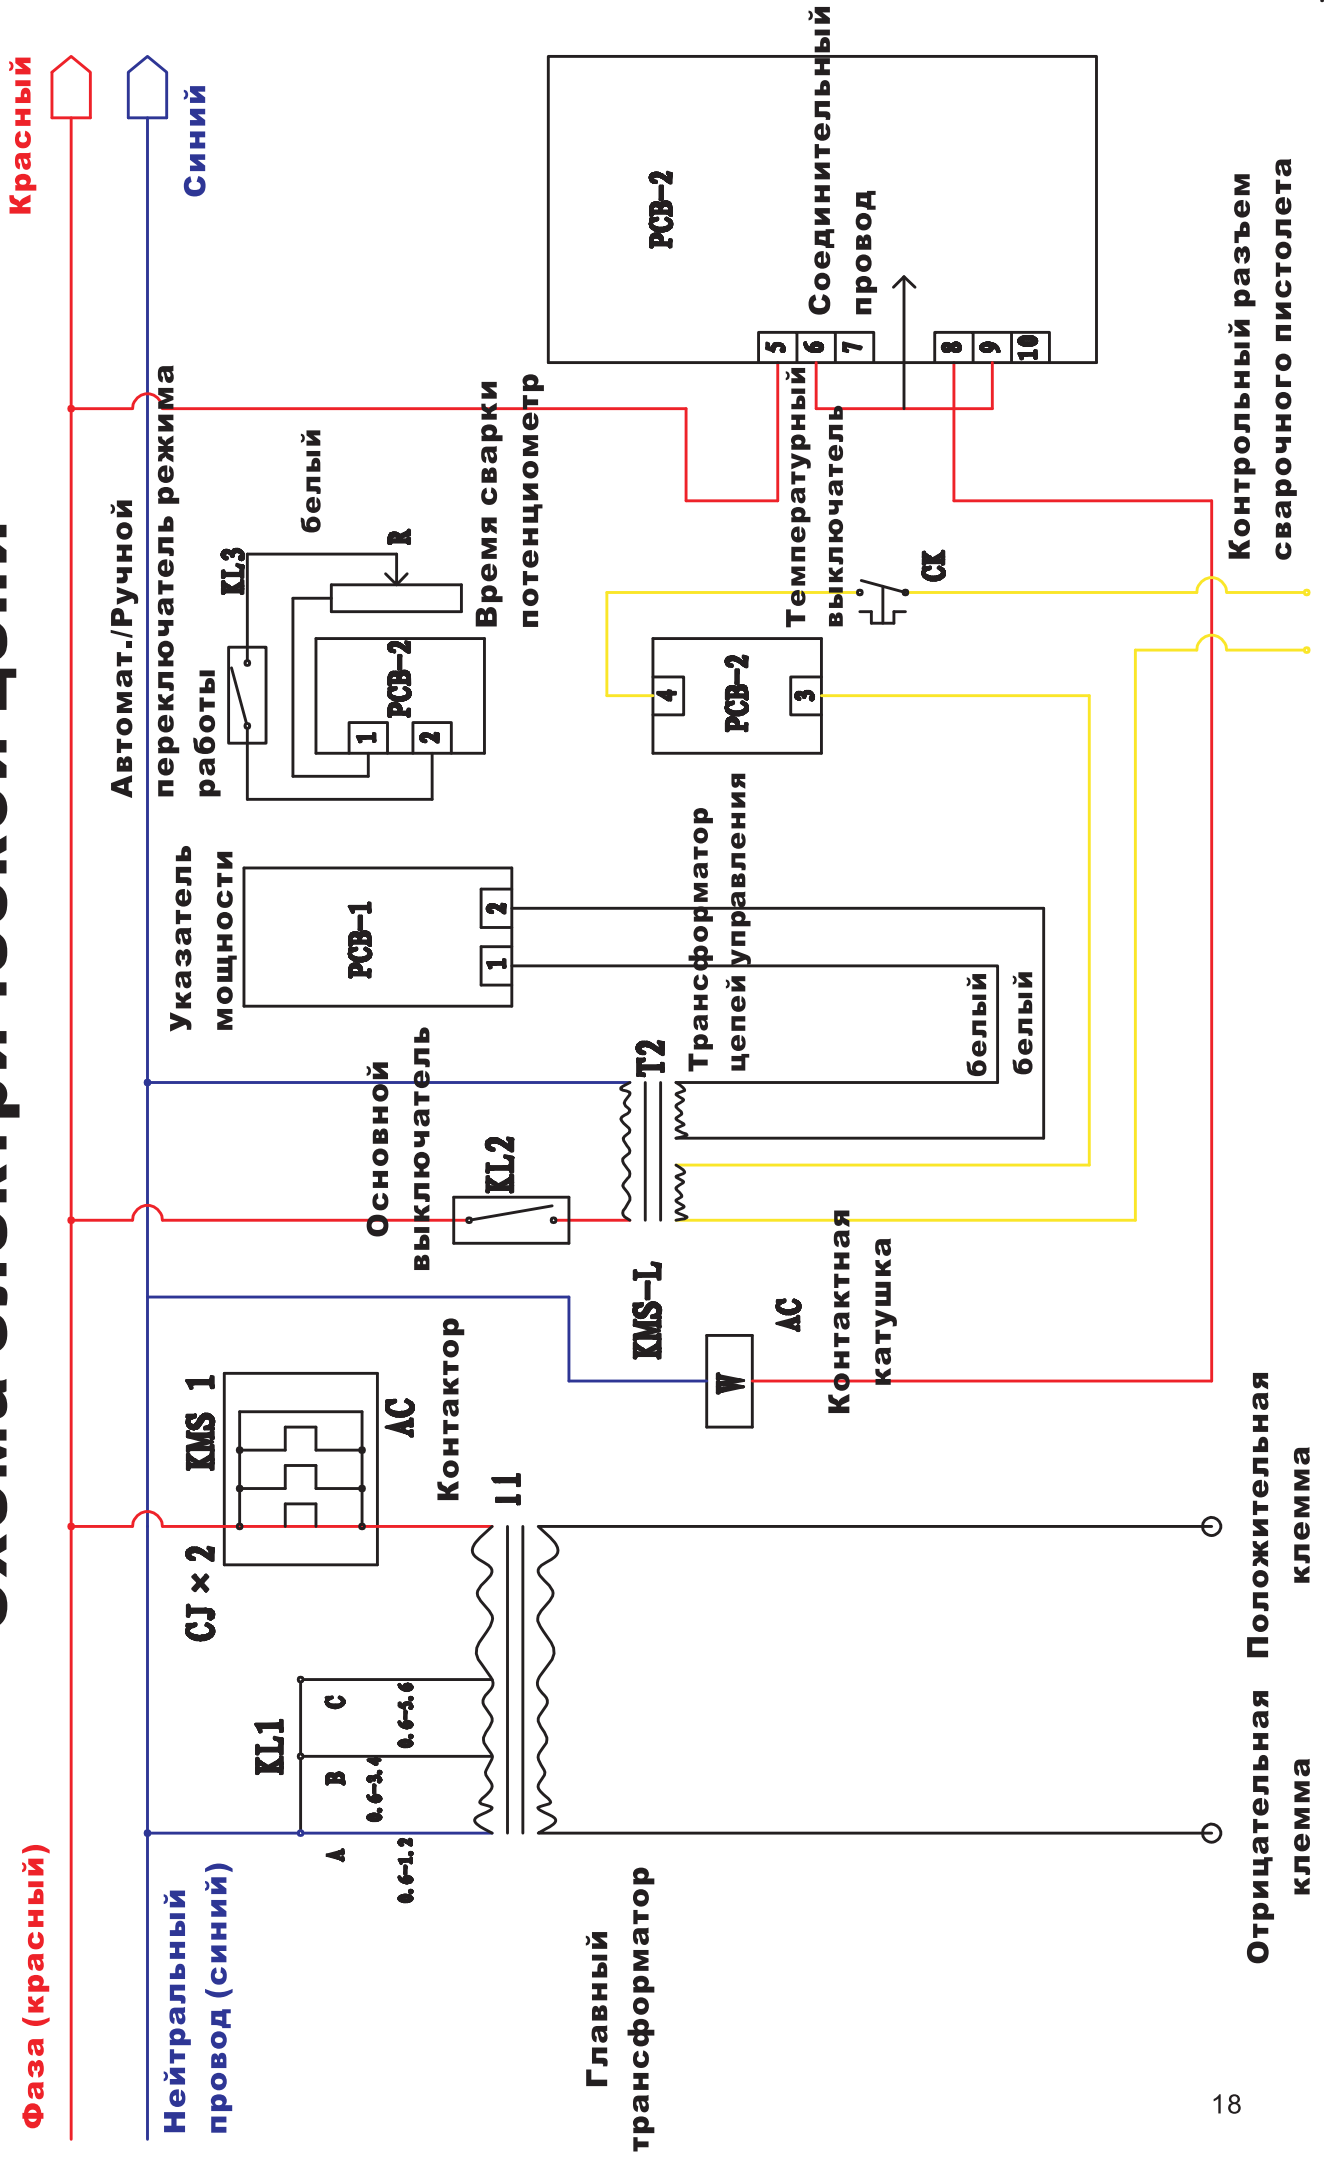 Схема электрической цепи
Красный
Синий
Фаза (красный)
Нейтральный
провод (синий)
Автомат./Ручной
переключатель режима
работы
KL3
белый
R
Время сварки
потенциометр
PCB-2
1
2
Указатель
мощности
PCB-1
1
2
Основной
выключатель
KL2
T2
Трансформатор
цепей управления
белый
белый
PCB-2
4
3
Температурный
выключатель
CK
PCB-2
Соединительный
провод
5
6
7
8
9
10
Контрольный разъем
сварочного пистолета
KMS 1
CJ × 2
AC
Контактор
KMS-L
W
AC
Контактная
катушка
KL1
A
B
C
0.6-1.2
0.6-3.4
0.6-5.6
11
Главный
трансформатор
Положительная
клемма
Отрицательная
клемма
18